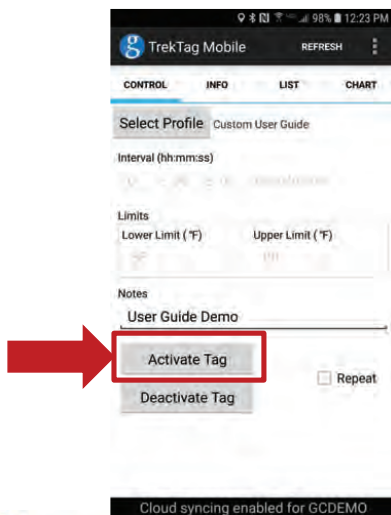 98% 12:23 PM
g TrekTag Mobile REFRESH
CONTROL INFO LIST CHART
Select Profile Custom User Guide
Interval (hh:mm:ss)
Limits
Lower Limit (°F) Upper Limit (°F)
Notes
User Guide Demo
Activate Tag
Repeat
Deactivate Tag
Cloud syncing enabled for GCDEMO